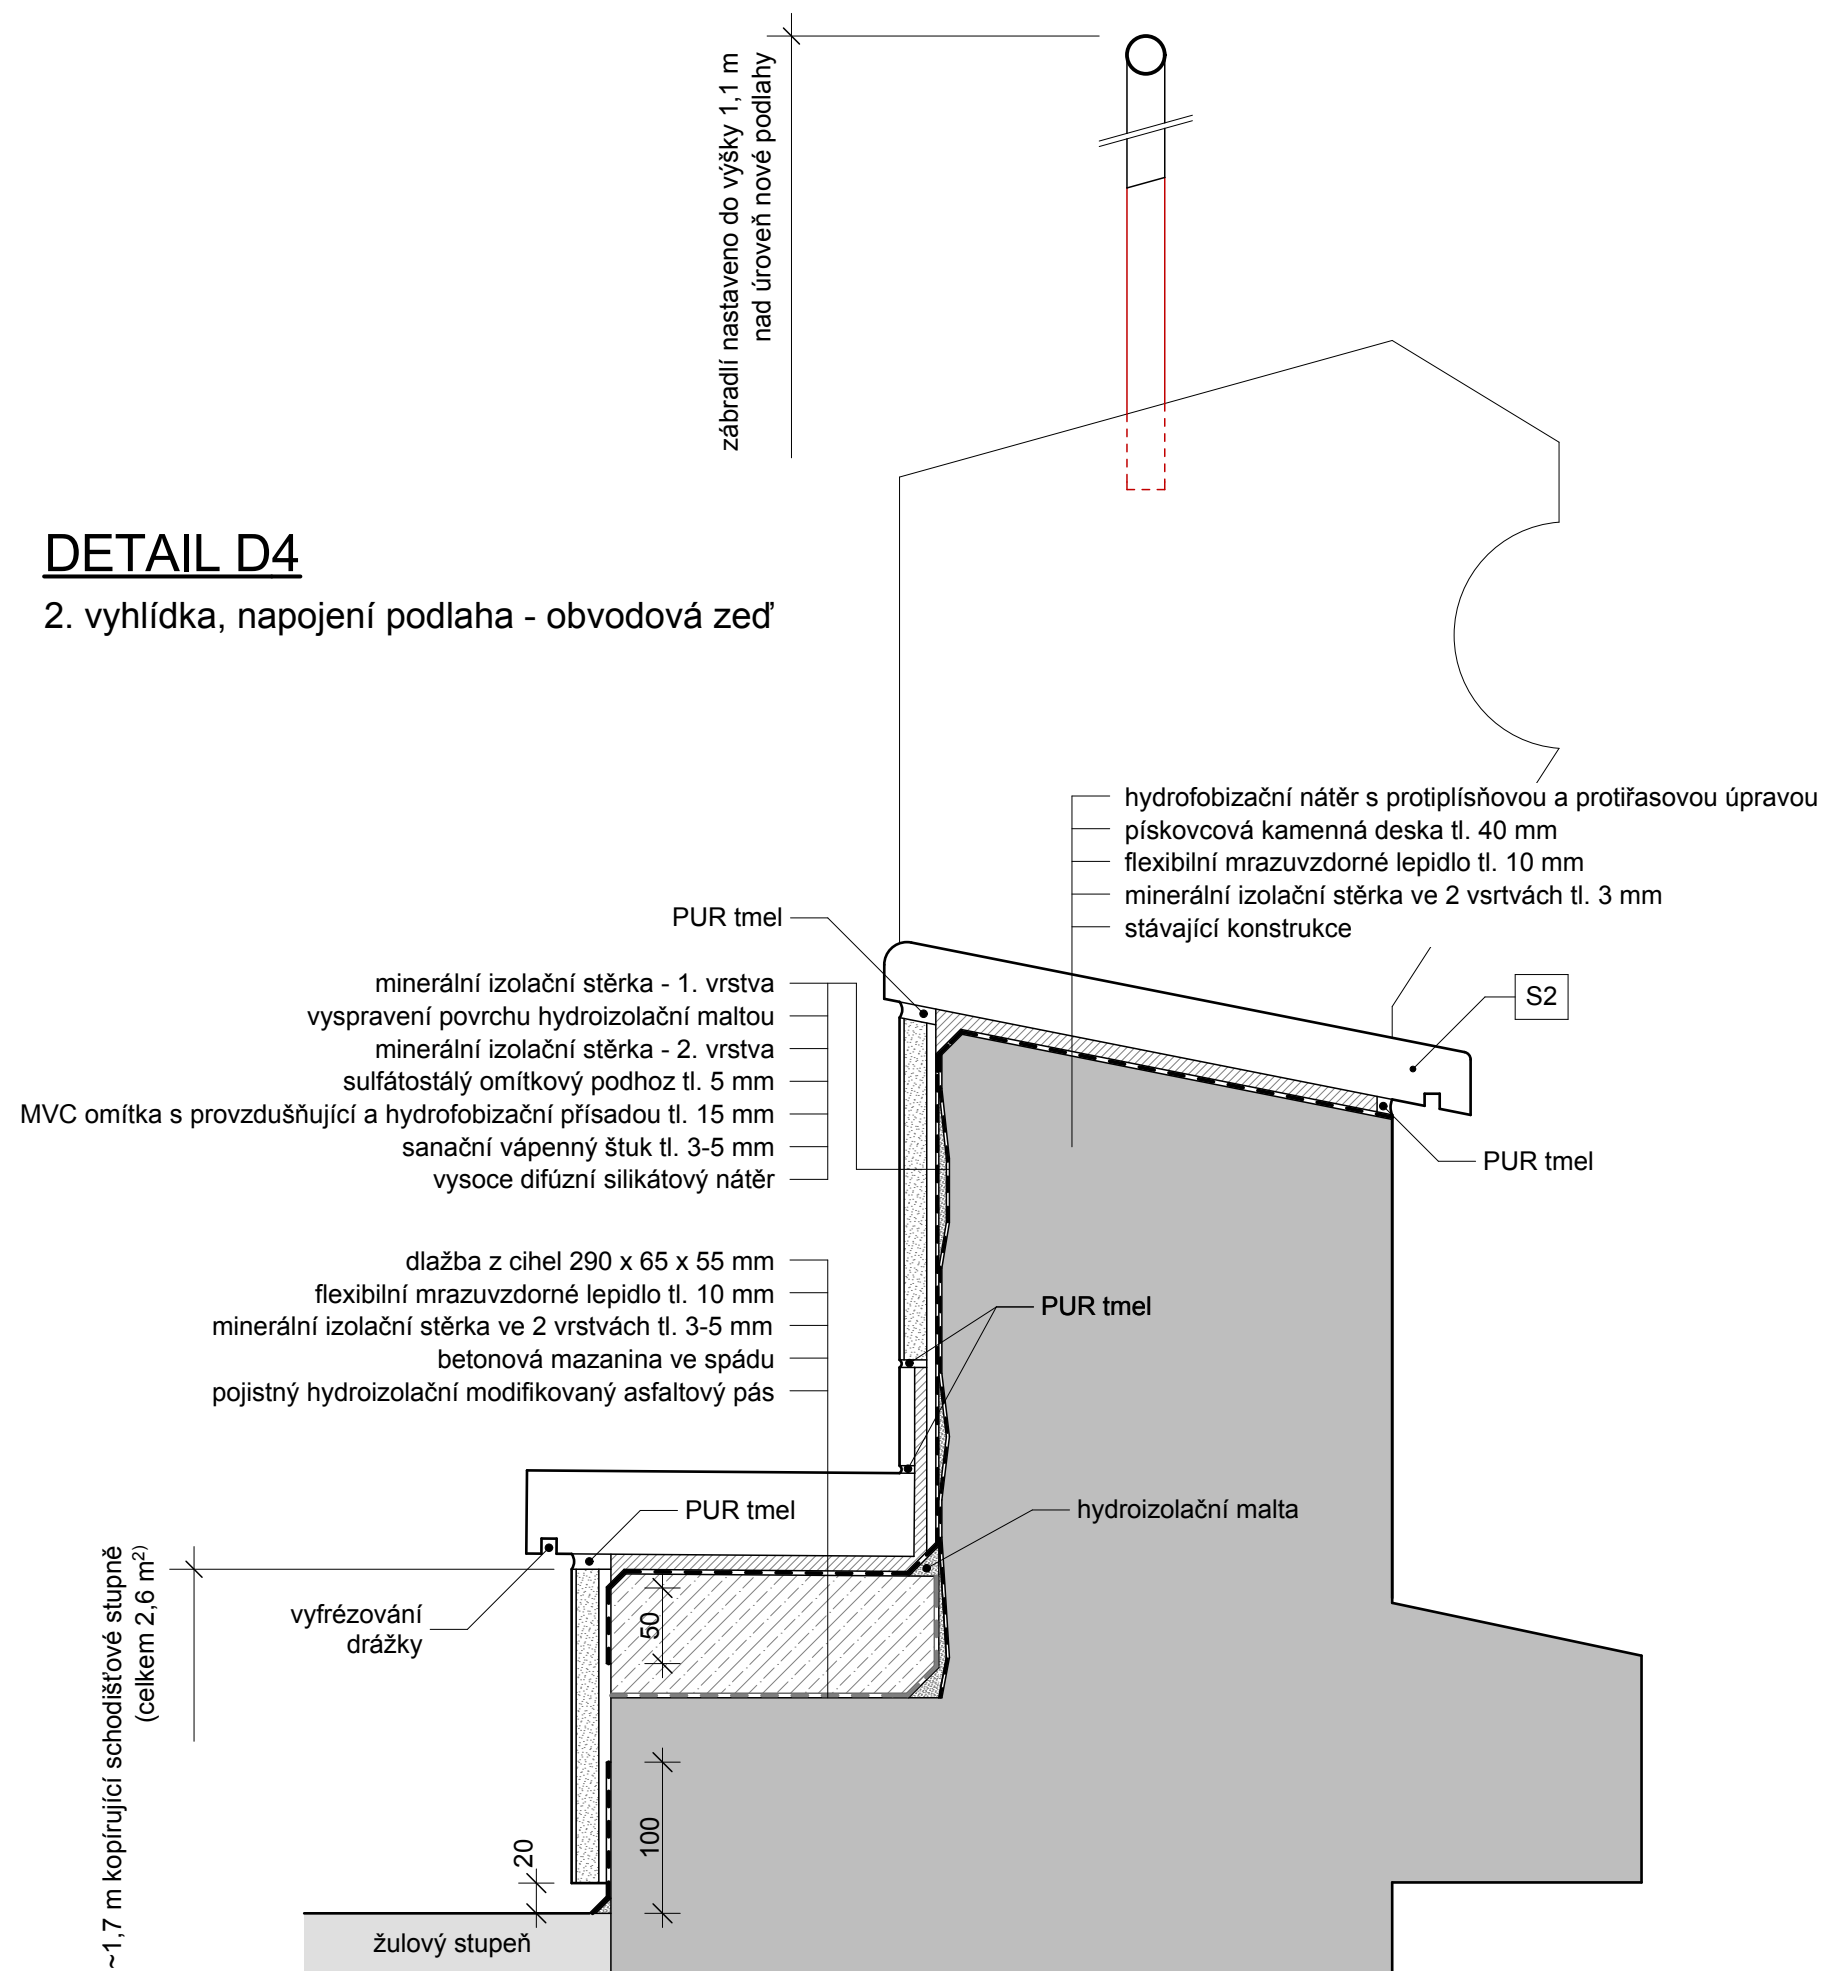 zábradlí nastaveno do výšky 1,1 m
nad úroveň nové podlahy
DETAIL D4
2. vyhlídka, napojení podlaha - obvodová zeď
hydrofobizační nátěr s protiplísňovou a protiřasovou úpravou
pískovcová kamenná deska tl. 40 mm
flexibilní mrazuvzdorné lepidlo tl. 10 mm
minerální izolační stěrka ve 2 vsrtvách tl. 3 mm
stávající konstrukce
PUR tmel
S2
minerální izolační stěrka - 1. vrstva
vyspravení povrchu hydroizolační maltou
minerální izolační stěrka - 2. vrstva
sulfátostálý omítkový podhoz tl. 5 mm
MVC omítka s provzdušňující a hydrofobizační přísadou tl. 15 mm
sanační vápenný štuk tl. 3-5 mm
vysoce difúzní silikátový nátěr
PUR tmel
dlažba z cihel 290 x 65 x 55 mm
flexibilní mrazuvzdorné lepidlo tl. 10 mm
minerální izolační stěrka ve 2 vrstvách tl. 3-5 mm
betonová mazanina ve spádu
pojistný hydroizolační modifikovaný asfaltový pás
PUR tmel
PUR tmel
hydroizolační malta
vyfrézování
drážky
~1,7 m kopírující schodišťové stupně
(celkem 2,6 m²⁾
50
100
20
žulový stupeň